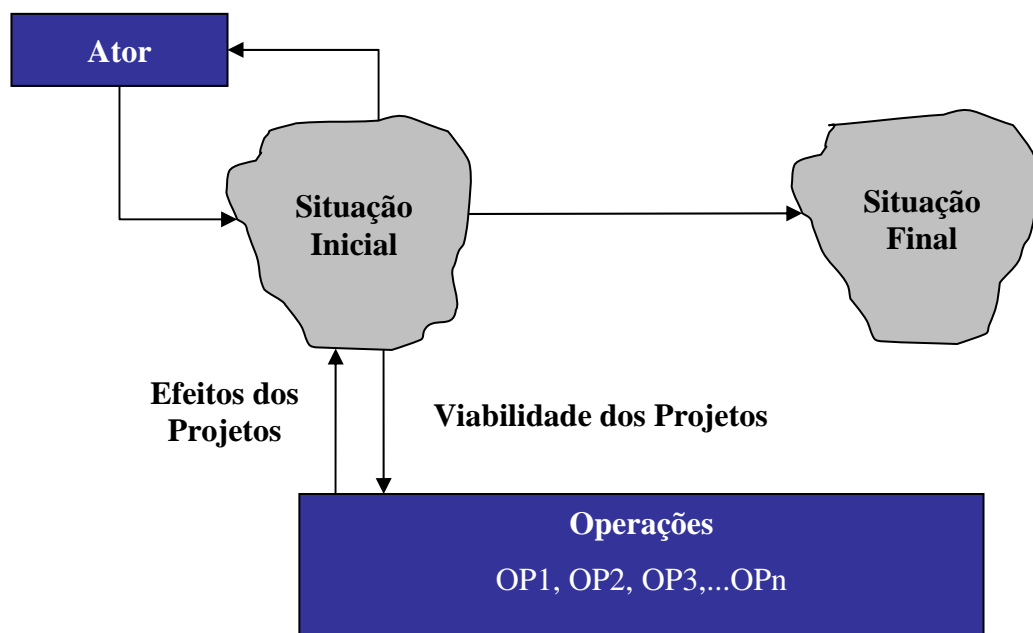 Ator
Situação
Inicial
Situação
Final
Efeitos dos
Projetos
Viabilidade dos Projetos
Operações
OP1, OP2, OP3,...OPn